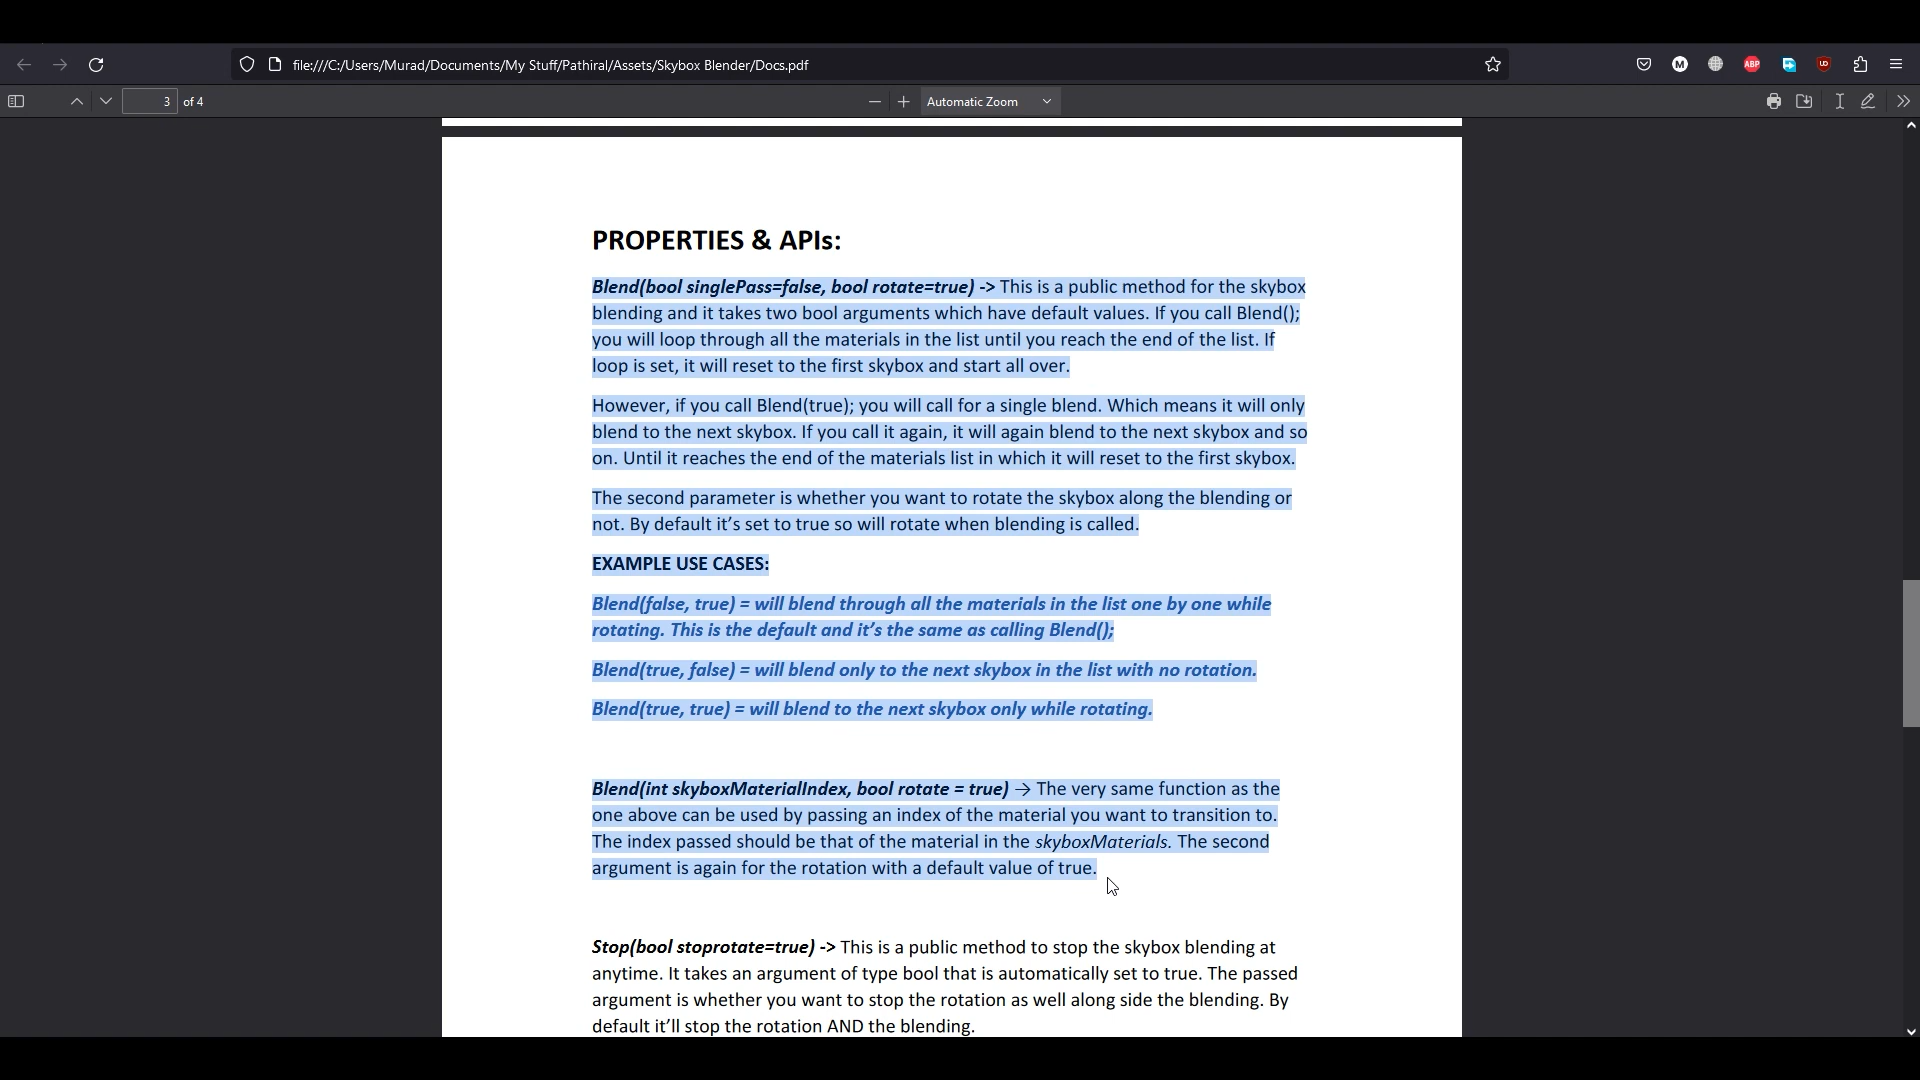 file:///C:/Users/Murad/Documents/My Stuff/Pathiral/Assets/Skybox Blender/Docs.pdf
M
ABP
UD
3 of 4
Automatic Zoom
PROPERTIES & APIs:
Blend(bool singlePass=false, bool rotate=true) -> This is a public method for the skybox
blending and it takes two bool arguments which have default values. If you call Blend();
you will loop through all the materials in the list until you reach the end of the list. If
loop is set, it will reset to the first skybox and start all over.
However, if you call Blend(true); you will call for a single blend. Which means it will only
blend to the next skybox. If you call it again, it will again blend to the next skybox and so
on. Until it reaches the end of the materials list in which it will reset to the first skybox.
The second parameter is whether you want to rotate the skybox along the blending or
not. By default it’s set to true so will rotate when blending is called.
EXAMPLE USE CASES:
Blend(false, true) = will blend through all the materials in the list one by one while
rotating. This is the default and it’s the same as calling Blend();
Blend(true, false) = will blend only to the next skybox in the list with no rotation.
Blend(true, true) = will blend to the next skybox only while rotating.
Blend(int skyboxMaterialIndex, bool rotate = true) → The very same function as the
one above can be used by passing an index of the material you want to transition to.
The index passed should be that of the material in the skyboxMaterials. The second
argument is again for the rotation with a default value of true.
Stop(bool stoprotate=true) -> This is a public method to stop the skybox blending at
anytime. It takes an argument of type bool that is automatically set to true. The passed
argument is whether you want to stop the rotation as well along side the blending. By
default it’ll stop the rotation AND the blending.